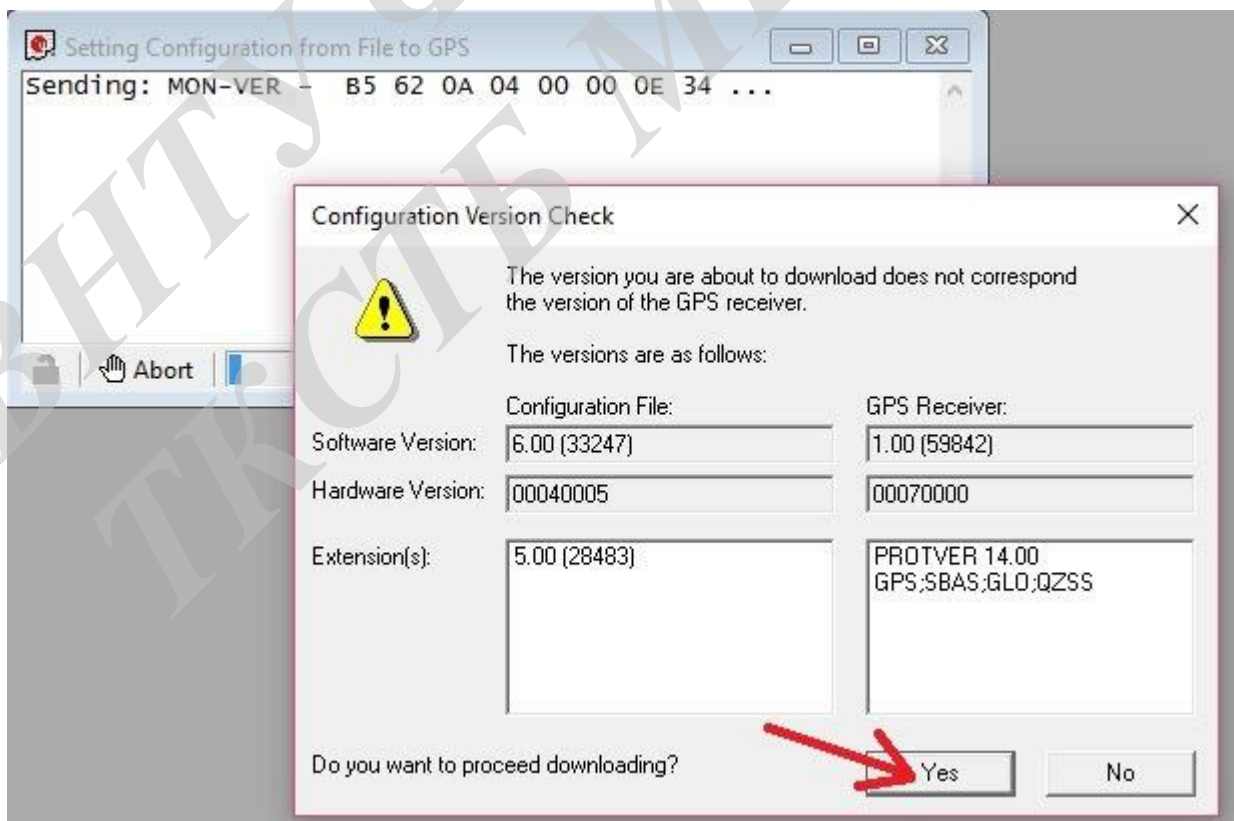 Setting Configuration from File to GPS
Sending: MON-VER - B5 62 0A 04 00 00 0E 34 ...
Abort
Configuration Version Check
The version you are about to download does not correspond
the version of the GPS receiver.
The versions are as follows:
Configuration File: GPS Receiver:
Software Version: 6.00 (33247) 1.00 (59842)
Hardware Version: 00040005 00070000
Extension(s): 5.00 (28483) PROTVER 14.00
GPS;SBAS;GLO;QZSS
Do you want to proceed downloading? Yes No
ТКСТЬ